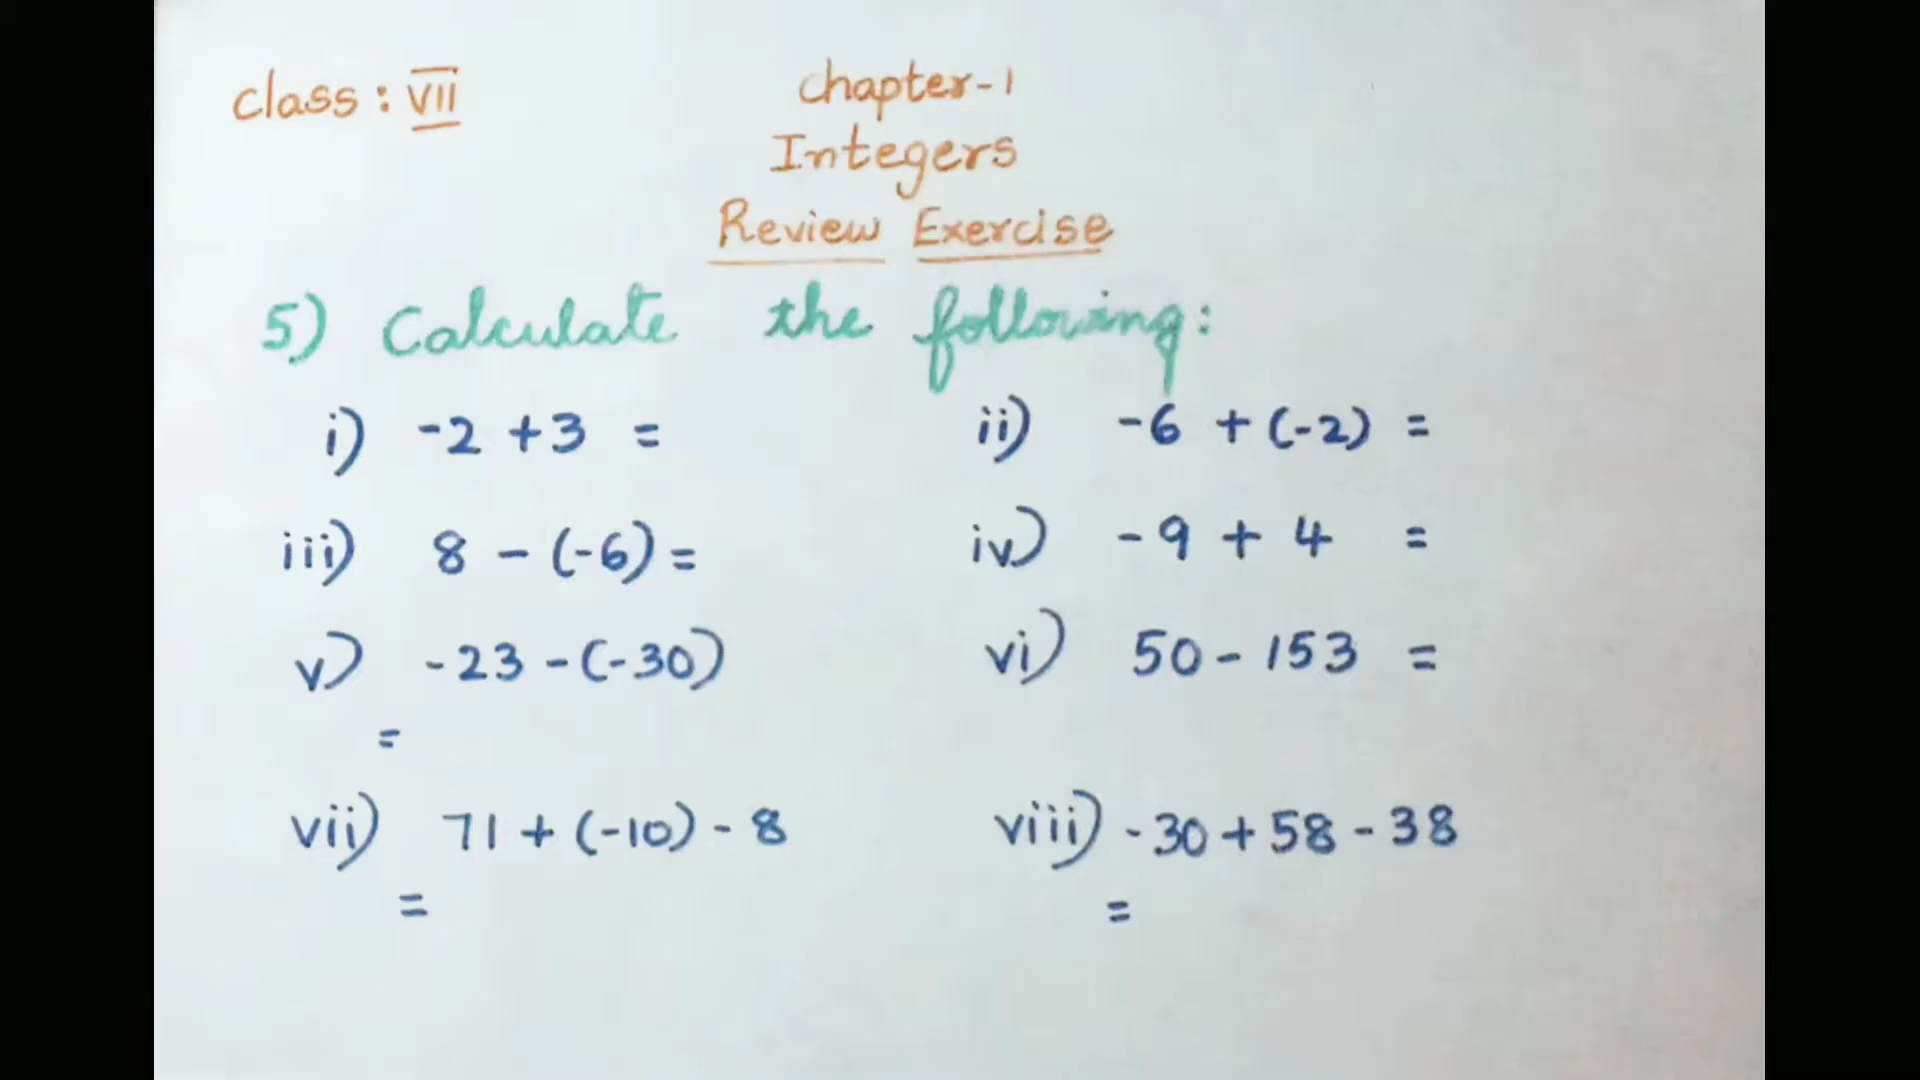 class : VII
chapter-1
Integers
Review Exercise
5) Calculate the following:
i) -2 +3 =
ii) -6 + (-2) =
iii) 8 - (-6) =
iv) -9 + 4 =
v) -23 - (-30)
=
vi) 50 - 153 =
vii) 71 + (-10) - 8
=
viii) -30 + 58 - 38
=